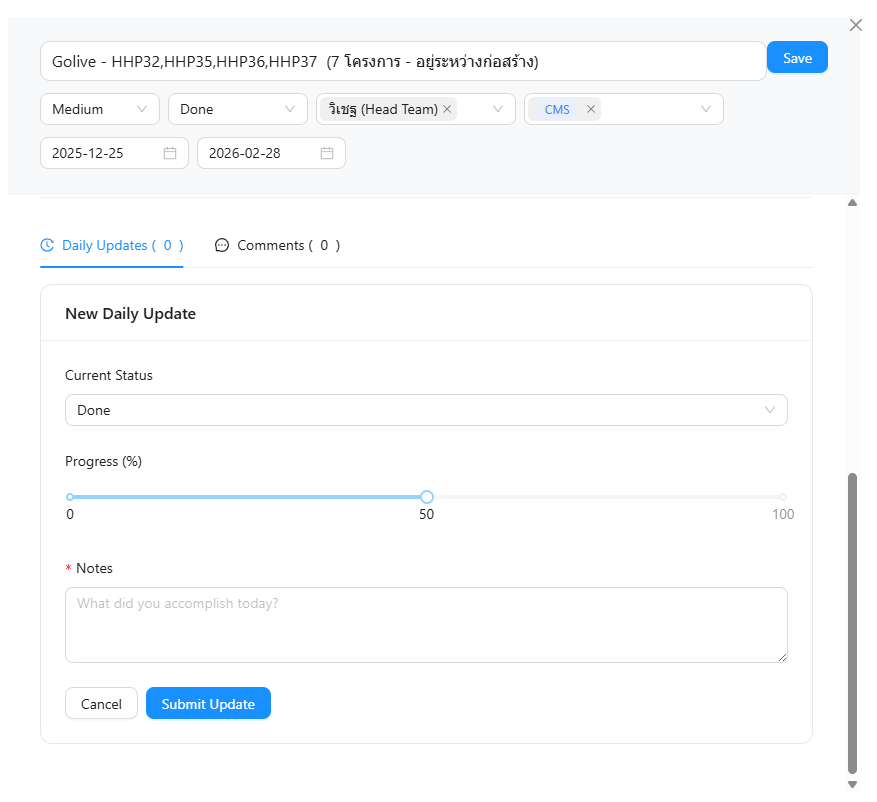 Golive - HHP32,HHP35,HHP36,HHP37 (7 โครงการ - อยู่ระหว่างก่อสร้าง)
Save
Medium Done วิเชฐ (Head Team) CMS
2025-12-25 2026-02-28
Daily Updates ( 0 ) Comments ( 0 )
New Daily Update
Current Status
Done
Progress (%)
0 50 100
* Notes
What did you accomplish today?
Cancel Submit Update